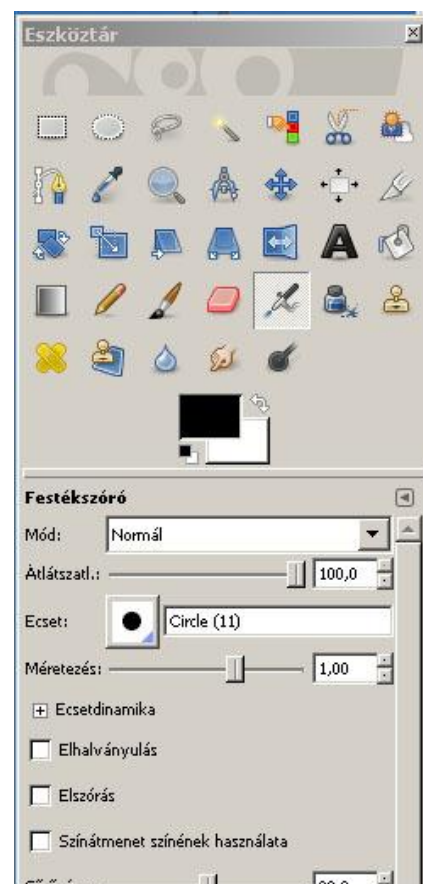 Eszköztár
Festékszóró
Mód: Normál
Átlátszatl.: 100,0
Ecset: Circle (11)
Méretezés: 1,00
Ecsetdinamika
Elhalványulás
Elszórás
Színátmenet színének használata